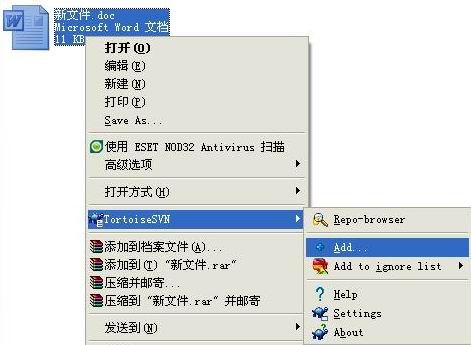 新文件.doc
Microsoft Word 文档
11 KB
打开(O)
编辑(E)
新建(N)
打印(P)
Save As...
使用 ESET NOD32 Antivirus 扫描
高级选项
打开方式(H)
TortoiseSVN
添加到档案文件(A)...
添加到(T) "新文件.rar"
压缩并邮寄...
压缩到 "新文件.rar" 并邮寄
发送到(N)
Repo-browser
Add...
Add to ignore list
Help
Settings
About